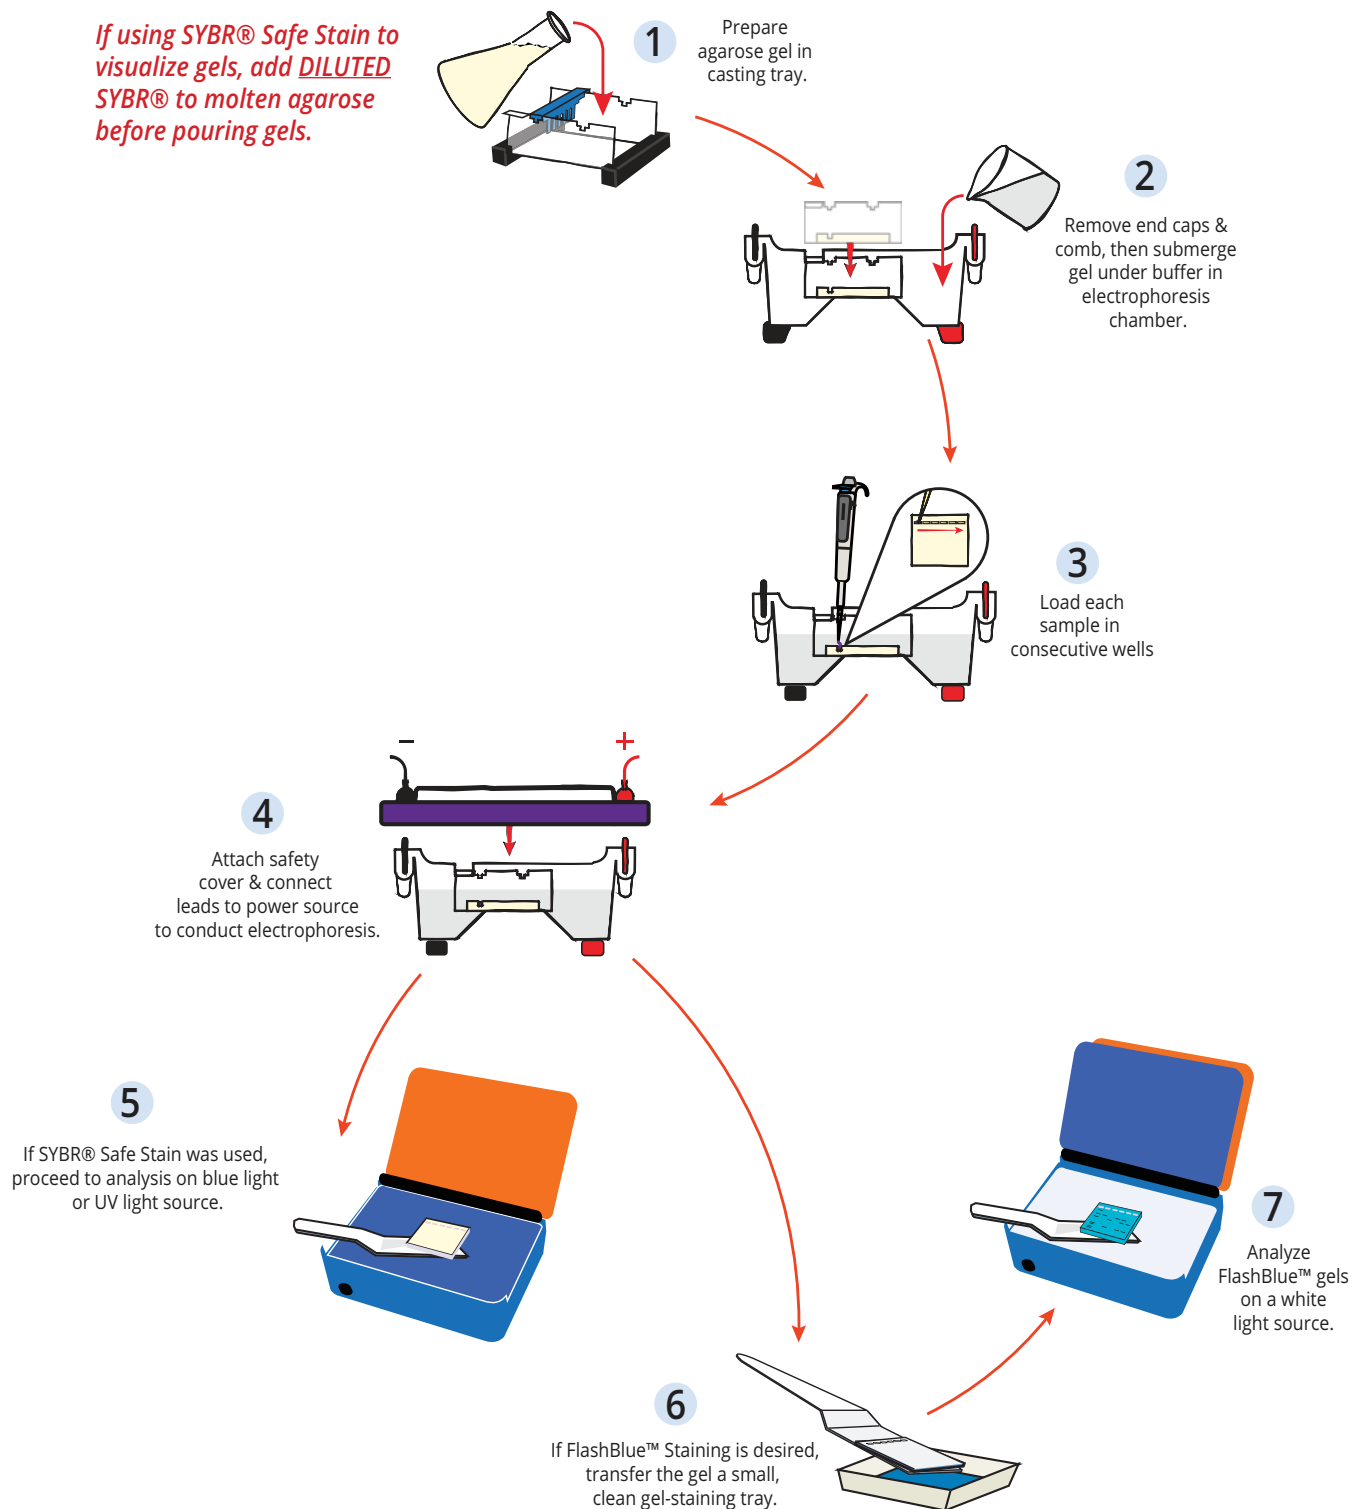 If using SYBR® Safe Stain to
visualize gels, add DILUTED
SYBR® to molten agarose
before pouring gels.
1
Prepare
agarose gel in
casting tray.
2
Remove end caps &
comb, then submerge
gel under buffer in
electrophoresis
chamber.
3
Load each
sample in
consecutive wells
– +
4
Attach safety
cover & connect
leads to power source
to conduct electrophoresis.
5
If SYBR® Safe Stain was used,
proceed to analysis on blue light
or UV light source.
6
If FlashBlue™ Staining is desired,
transfer the gel a small,
clean gel-staining tray.
7
Analyze
FlashBlue™ gels
on a white
light source.